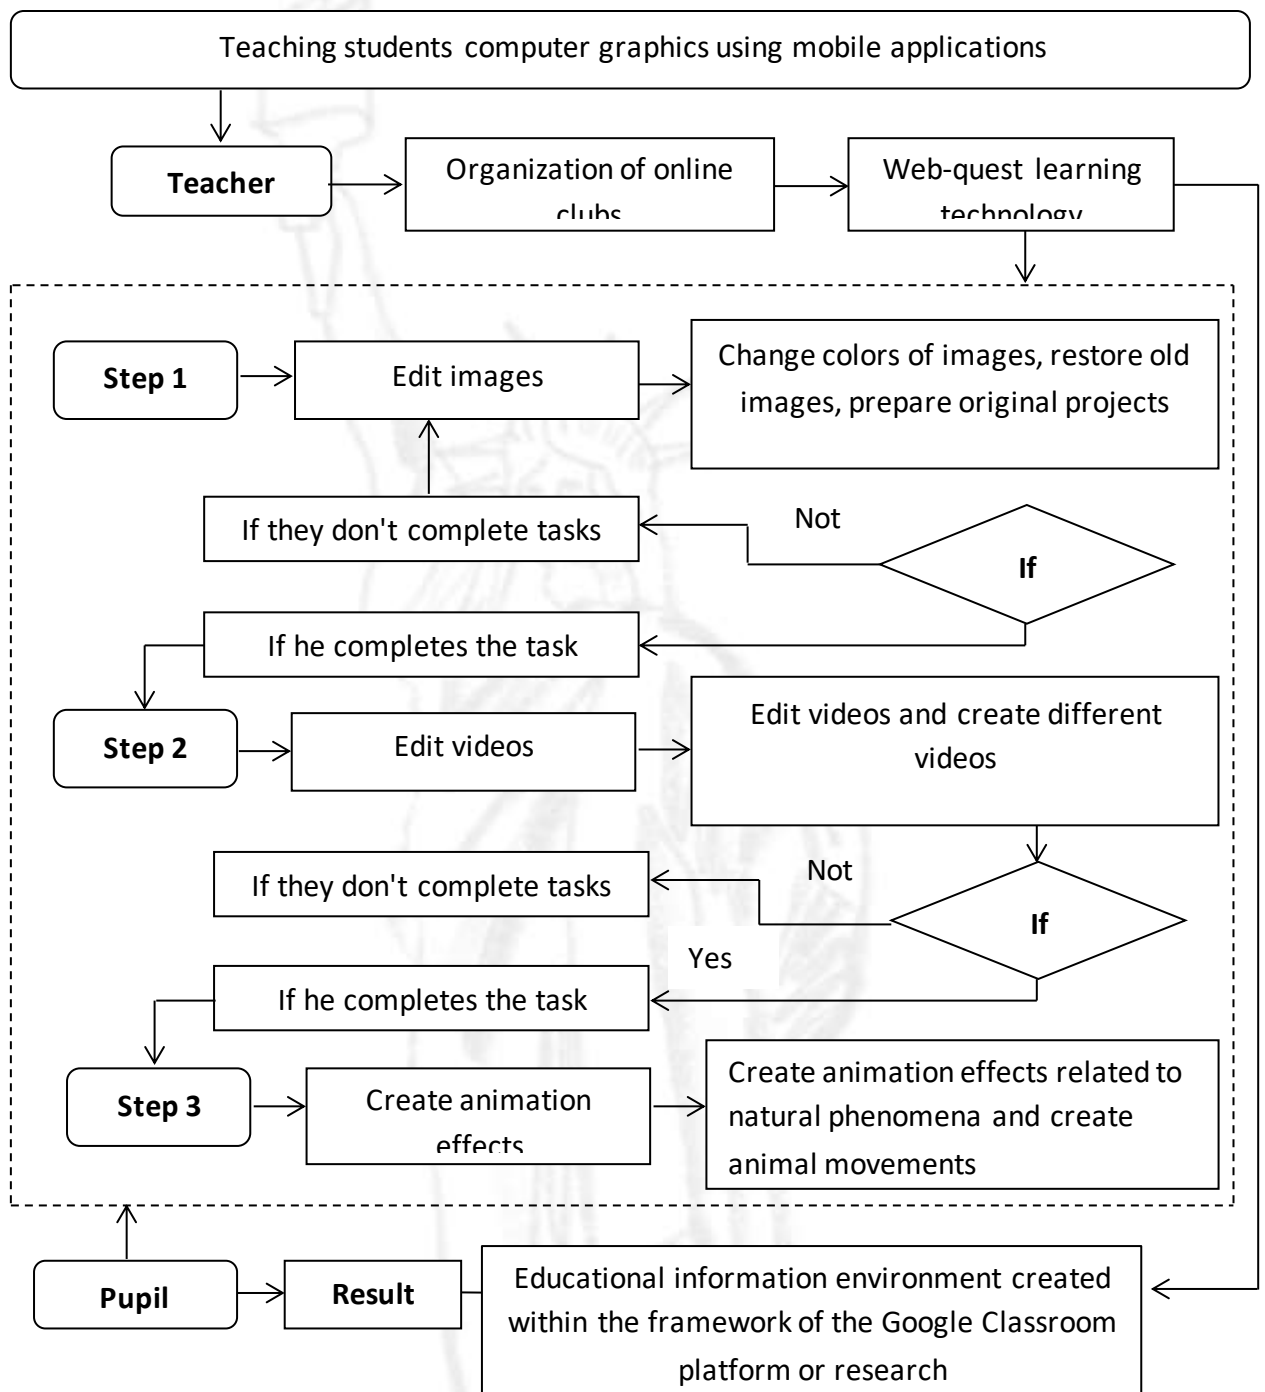 Teaching students computer graphics using mobile applications
Teacher
Organization of online
clubs
Web-quest learning
technology
Step 1
Edit images
Change colors of images, restore old
images, prepare original projects
If they don't complete tasks
Not
If
If he completes the task
Step 2
Edit videos
Edit videos and create different
videos
If they don't complete tasks
Not
If
Yes
If he completes the task
Step 3
Create animation
effects
Create animation effects related to
natural phenomena and create
animal movements
Pupil
Result
Educational information environment created
within the framework of the Google Classroom
platform or research